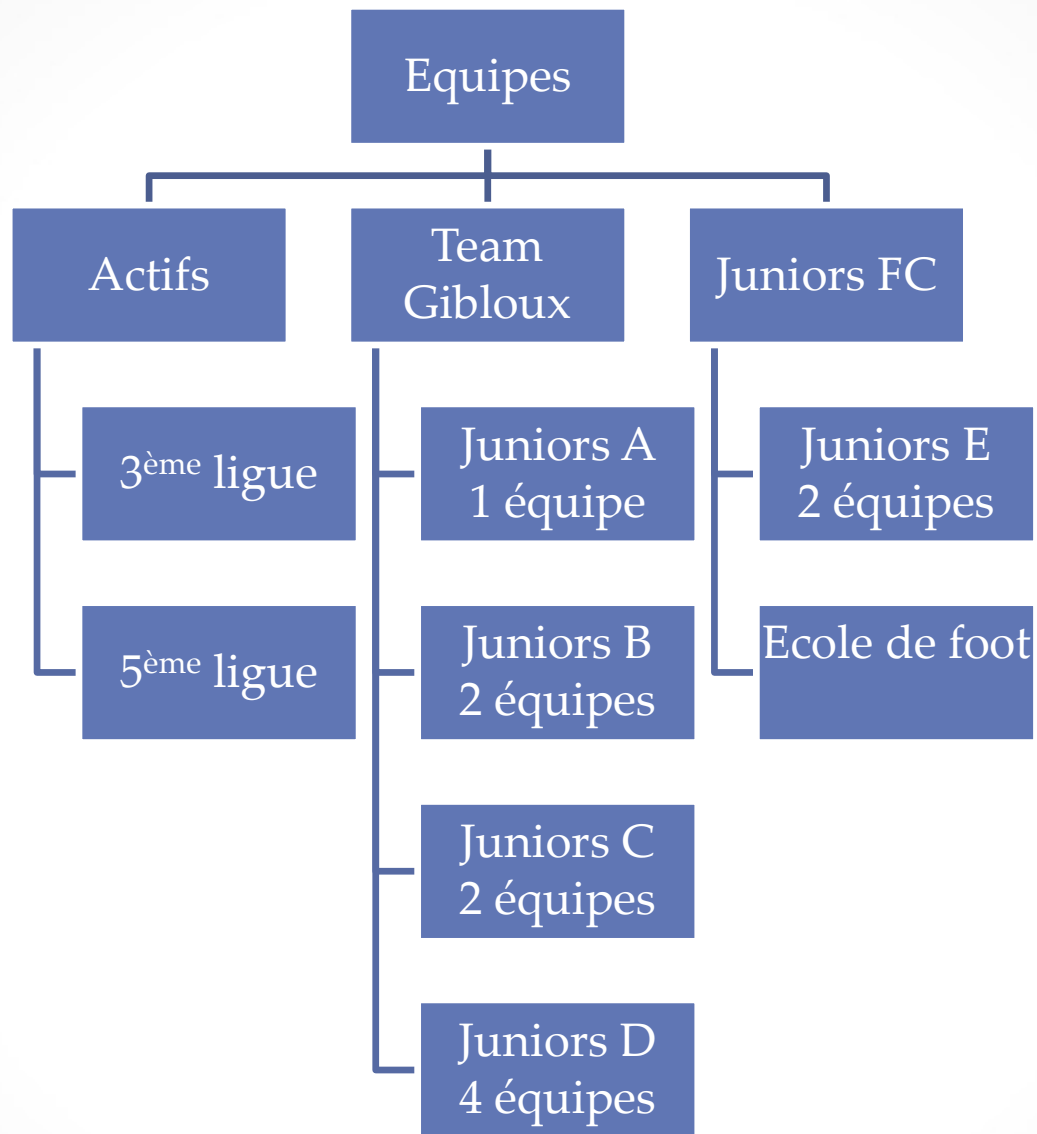 Equipes
Actifs
Team
Gibloux
Juniors FC
3ème ligue
5ème ligue
Juniors A
1 équipe
Juniors B
2 équipes
Juniors C
2 équipes
Juniors D
4 équipes
Juniors E
2 équipes
Ecole de foot